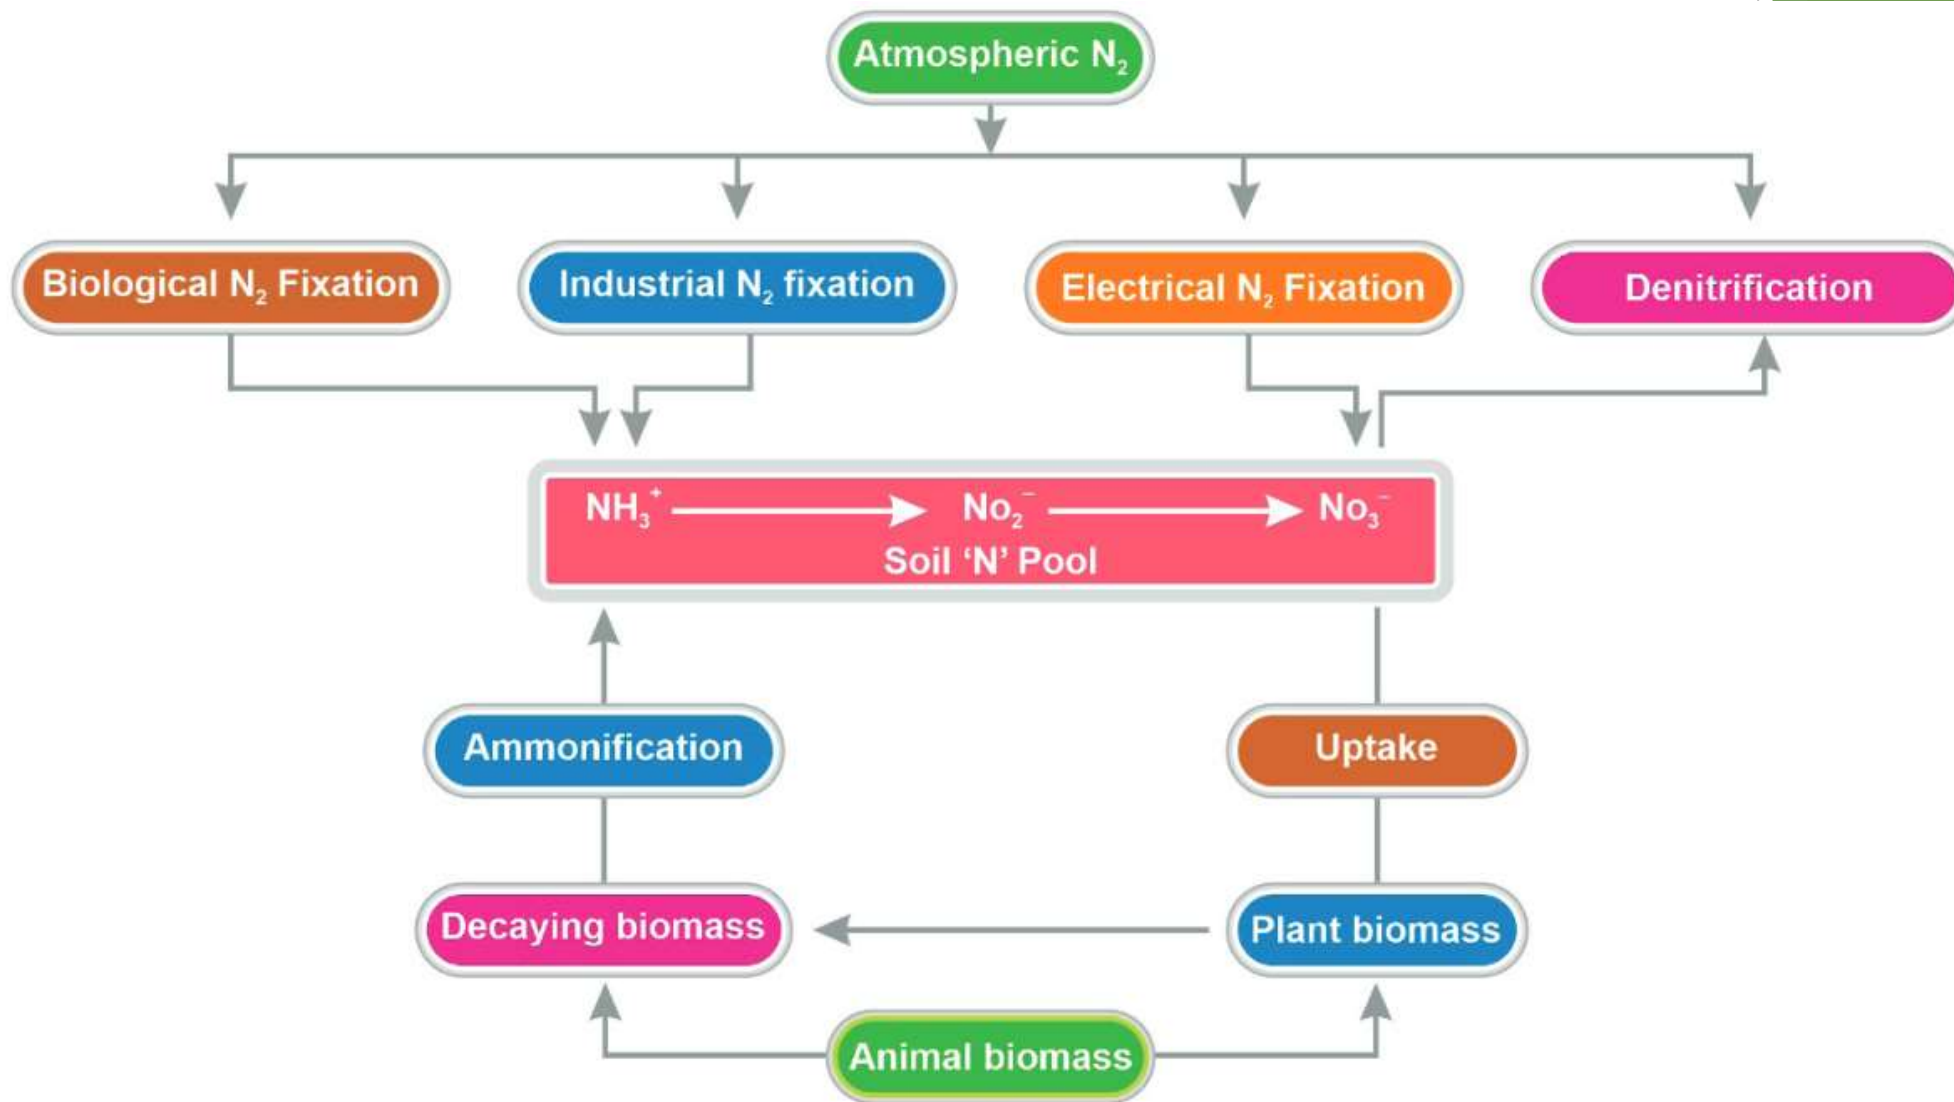 Atmospheric N₂
Biological N₂ Fixation
Industrial N₂ fixation
Electrical N₂ Fixation
Denitrification
NH₃⁺ No₂⁻ No₃⁻
Soil ‘N’ Pool
Ammonification
Uptake
Decaying biomass
Plant biomass
Animal biomass